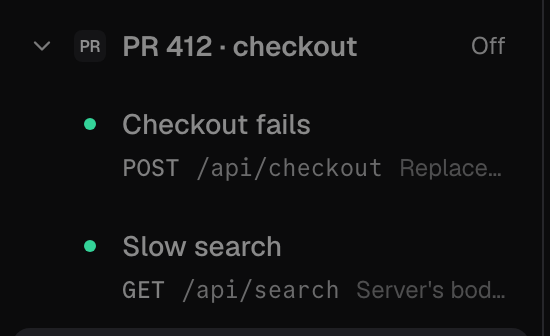 PR PR 412 · checkout Off
Checkout fails
POST /api/checkout Replace…
Slow search
GET /api/search Server's bod…